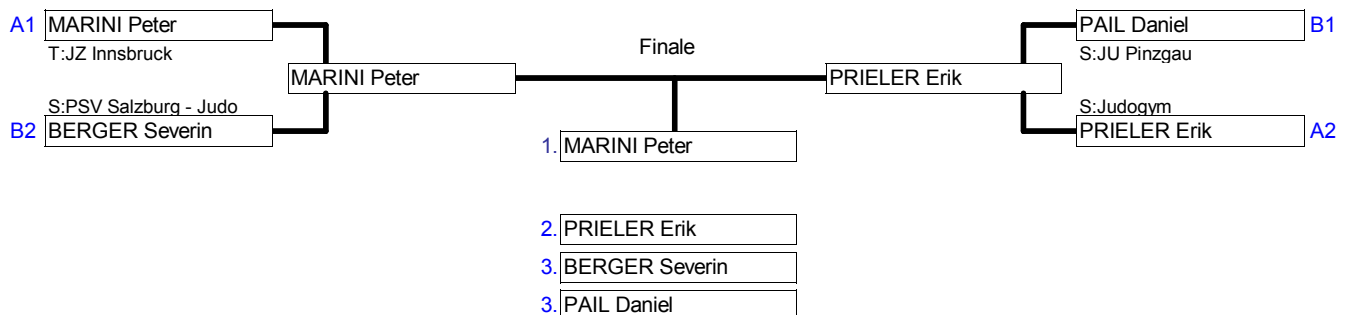 A1 MARINI Peter
T:JZ Innsbruck
MARINI Peter
S:PSV Salzburg - Judo
B2 BERGER Severin
Finale
PAIL Daniel B1
S:JU Pinzgau
PRIELER Erik
S:Judogym
PRIELER Erik A2
1. MARINI Peter
2. PRIELER Erik
3. BERGER Severin
3. PAIL Daniel